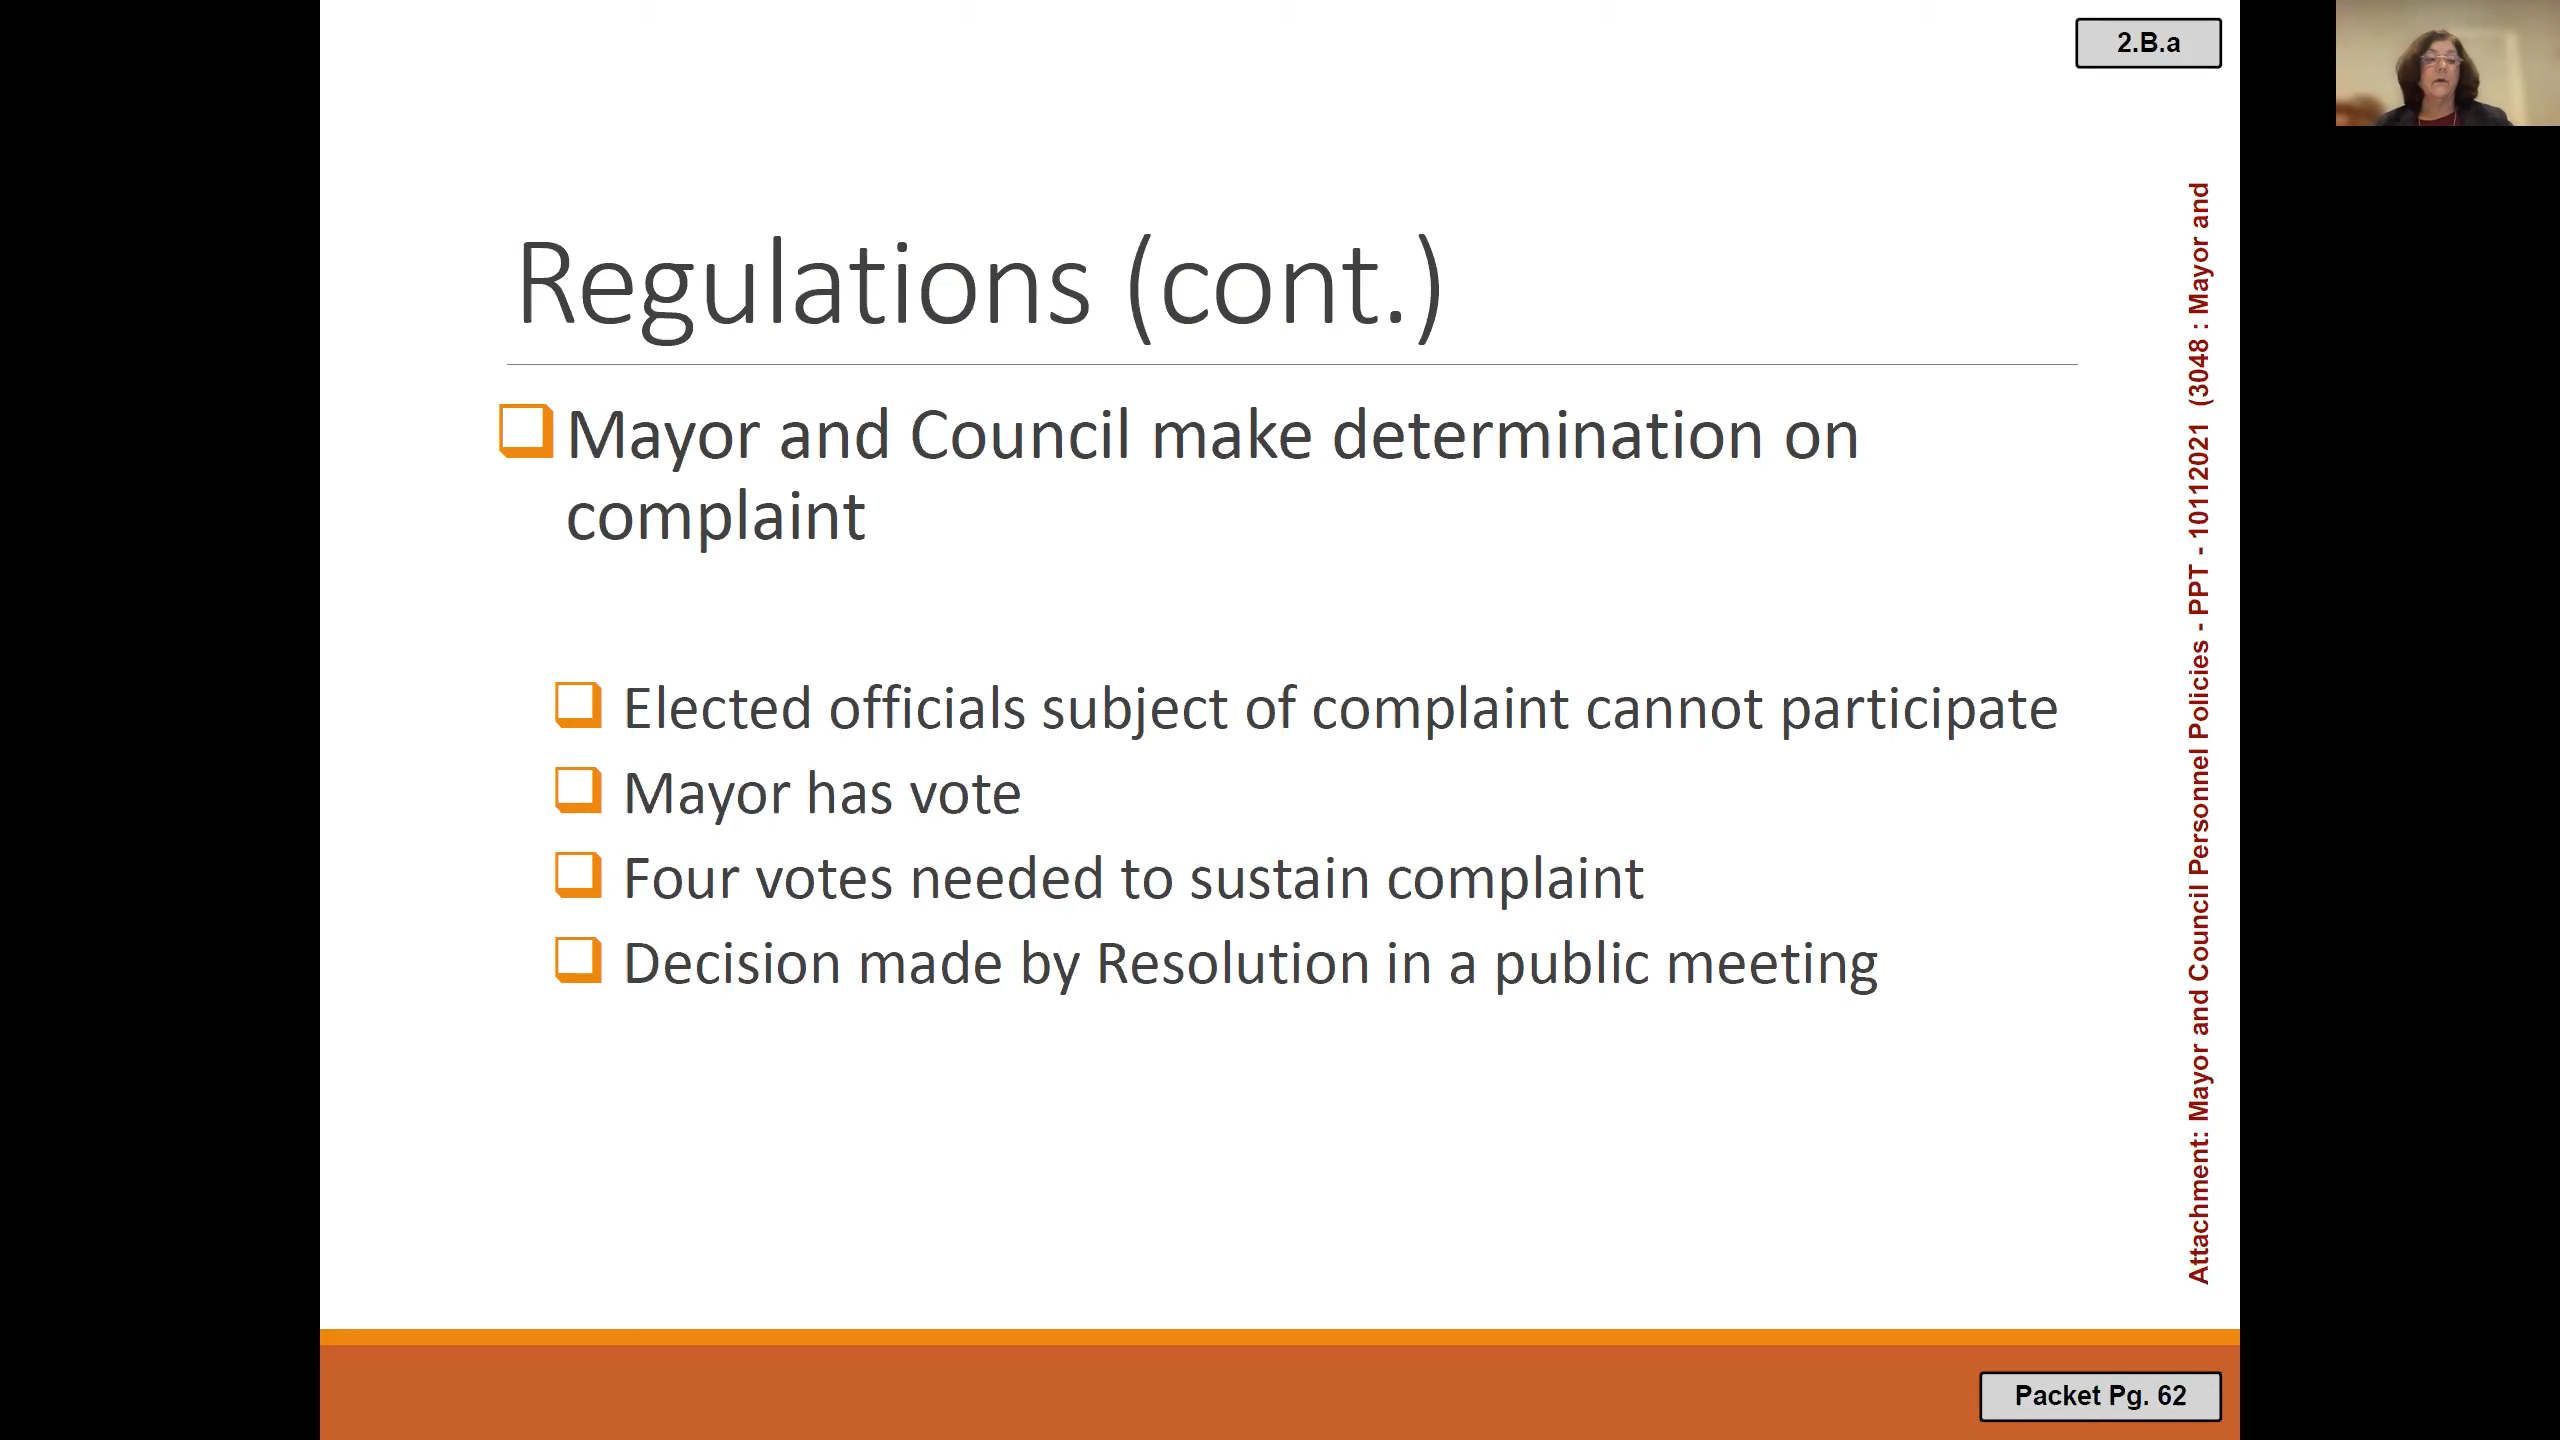 2.B.a
Regulations (cont.)
Mayor and Council make determination on
complaint
Elected officials subject of complaint cannot participate
Mayor has vote
Four votes needed to sustain complaint
Decision made by Resolution in a public meeting
Attachment: Mayor and Council Personnel Policies - PPT - 10112021 (3048 : Mayor and
Packet Pg. 62